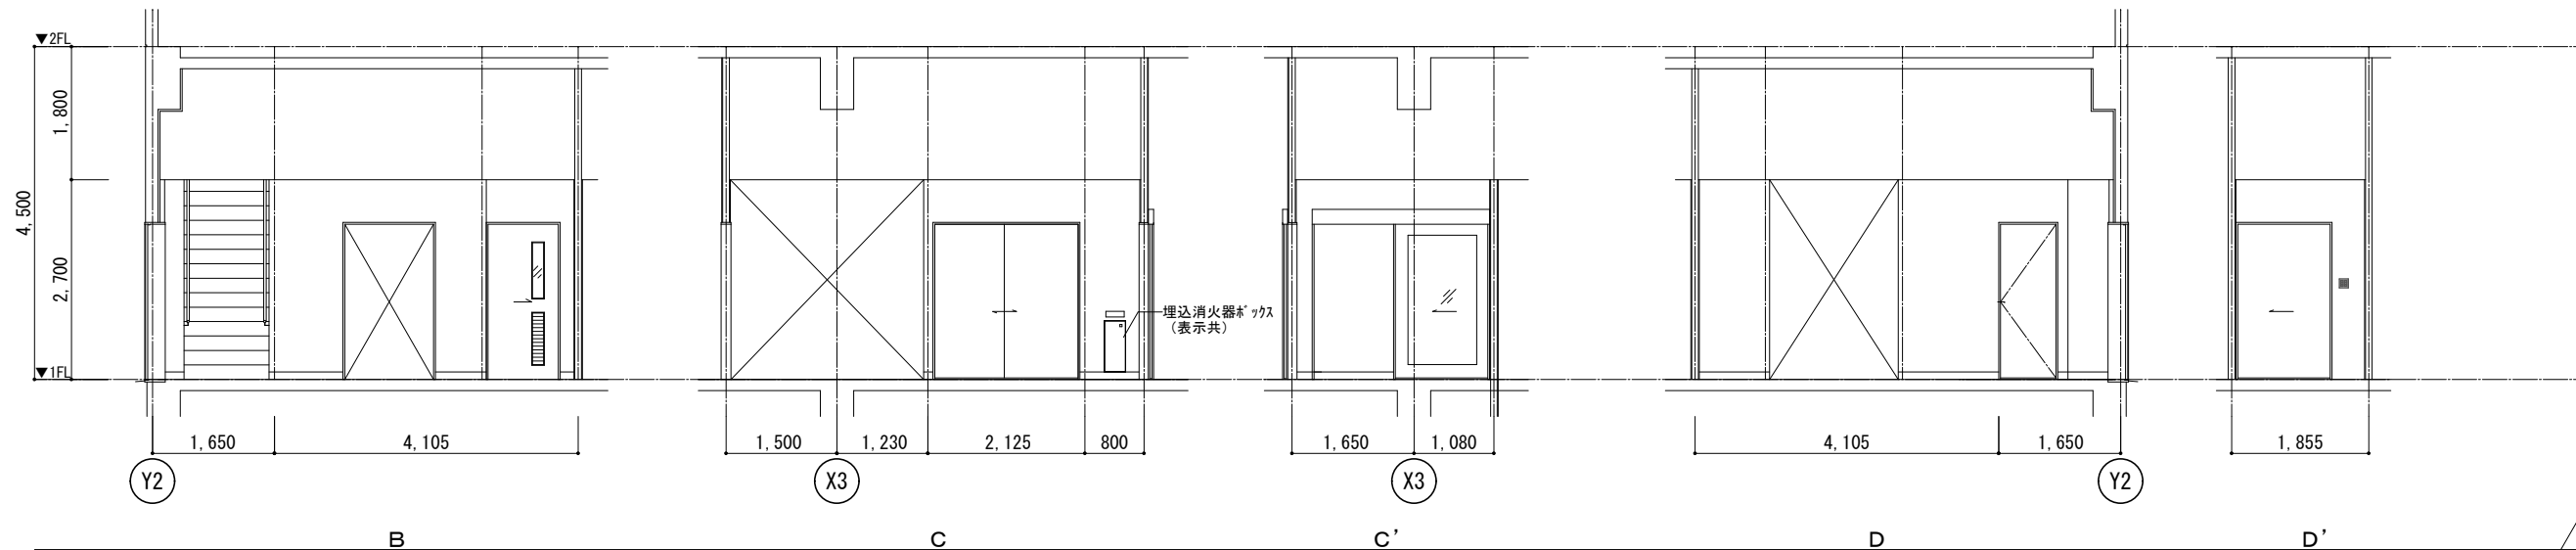 ▼2FL
1,800
4,500
2,700
▼1FL
埋込消火器ボックス
（表示共）
1,650
4,105
1,500
1,230
2,125
800
1,650
1,080
4,105
1,650
1,855
Y2
X3
X3
Y2
B
C
C’
D
D’